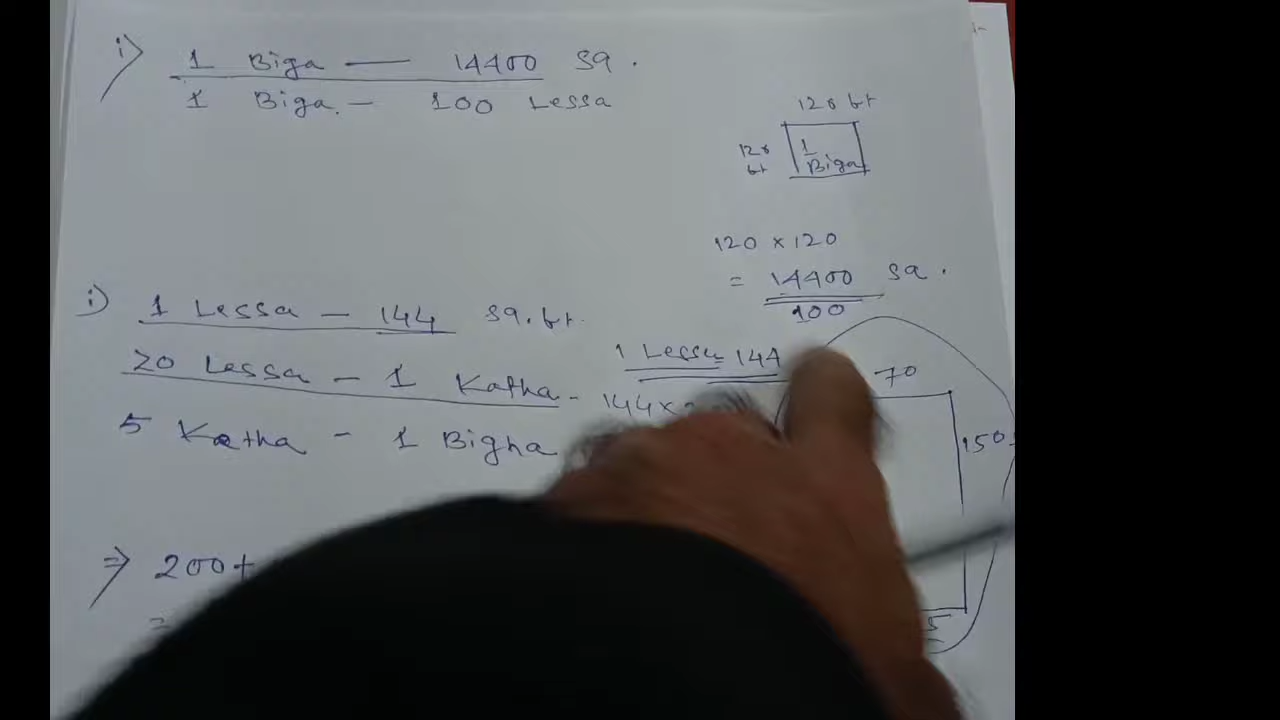 i) 1 Biga — 14400 sq.
1 Biga. - 100 Lessa
120 ft
120 ft
1 Biga
120 x 120
= 14400 sq.
100
i) 1 Lessa - 144 sq. ft.
20 Lessa - 1 Katha - 144 x
1 Lessa = 144
5 Katha - 1 Bigha
70
150
⇒ 200+
=
5